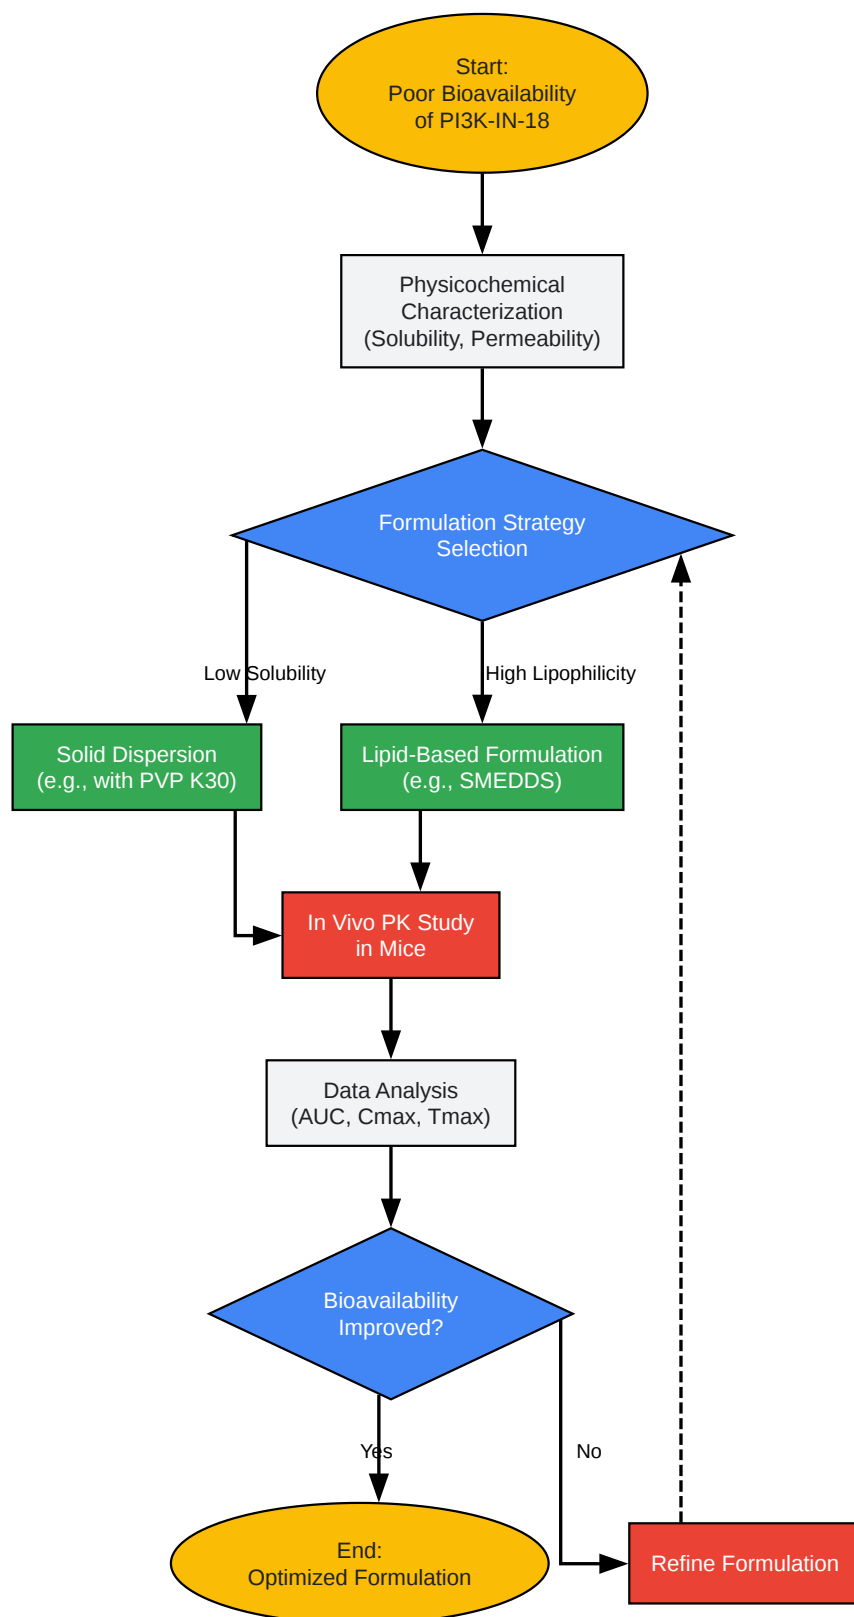 Start:
Poor Bioavailability
of PI3K-IN-18
Physicochemical
Characterization
(Solubility, Permeability)
Formulation Strategy
Selection
Low Solubility
High Lipophilicity
Solid Dispersion
(e.g., with PVP K30)
Lipid-Based Formulation
(e.g., SMEDDS)
In Vivo PK Study
in Mice
Data Analysis
(AUC, Cmax, Tmax)
Bioavailability
Improved?
Yes
No
End:
Optimized Formulation
Refine Formulation